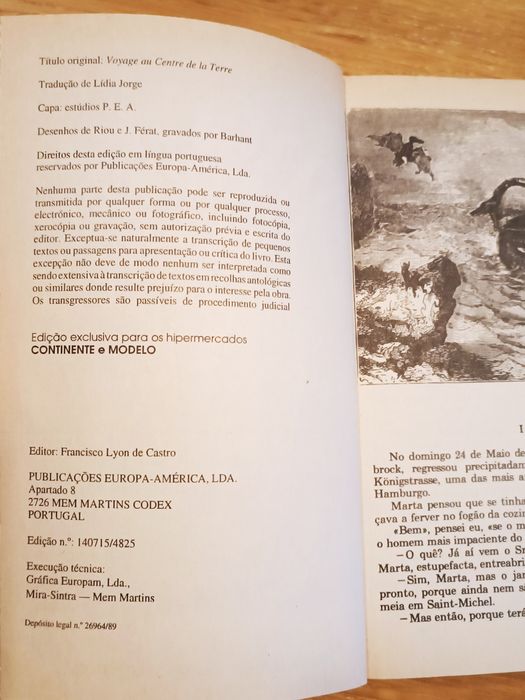 Título original: Voyage au Centre de la Terre
Tradução de Lídia Jorge
Capa: estúdios P. E. A.
Desenhos de Riou e J. Férat, gravados por Barhant
Direitos desta edição em língua portuguesa
reservados por Publicações Europa-América, Lda.
Nenhuma parte desta publicação pode ser reproduzida ou
transmitida por qualquer forma ou por qualquer processo,
electrónico, mecânico ou fotográfico, incluindo fotocópia,
xerocópia ou gravação, sem autorização prévia e escrita do
editor. Exceptua-se naturalmente a transcrição de pequenos
textos ou passagens para apresentação ou crítica do livro. Esta
excepção não deve de modo nenhum ser interpretada como
sendo extensiva à transcrição de textos em recolhas antológicas
ou similares donde resulte prejuízo para o interesse pela obra.
Os transgressores são passíveis de procedimento judicial
Edição exclusiva para os hipermercados
CONTINENTE e MODELO
Editor: Francisco Lyon de Castro
PUBLICAÇÕES EUROPA-AMÉRICA, LDA.
Apartado 8
2726 MEM MARTINS CODEX
PORTUGAL
Edição n.º: 140715/4825
Execução técnica:
Gráfica Europam, Lda.,
Mira-Sintra — Mem Martins
Depósito legal n.º 26964/89
I
No domingo 24 de Maio de
brock, regressou precipitadam
Königstrasse, uma das mais a
Hamburgo.
Marta pensou que se tinha
çava a ferver no fogão da cozin
«Bem», pensei eu, «se o m
o homem mais impaciente do
— O quê? Já aí vem o Sr
Marta, estupefacta, entreabri
— Sim, Marta, mas o jan
pronto, porque ainda nem sa
meia em Saint-Michel.
— Mas então, porque teré